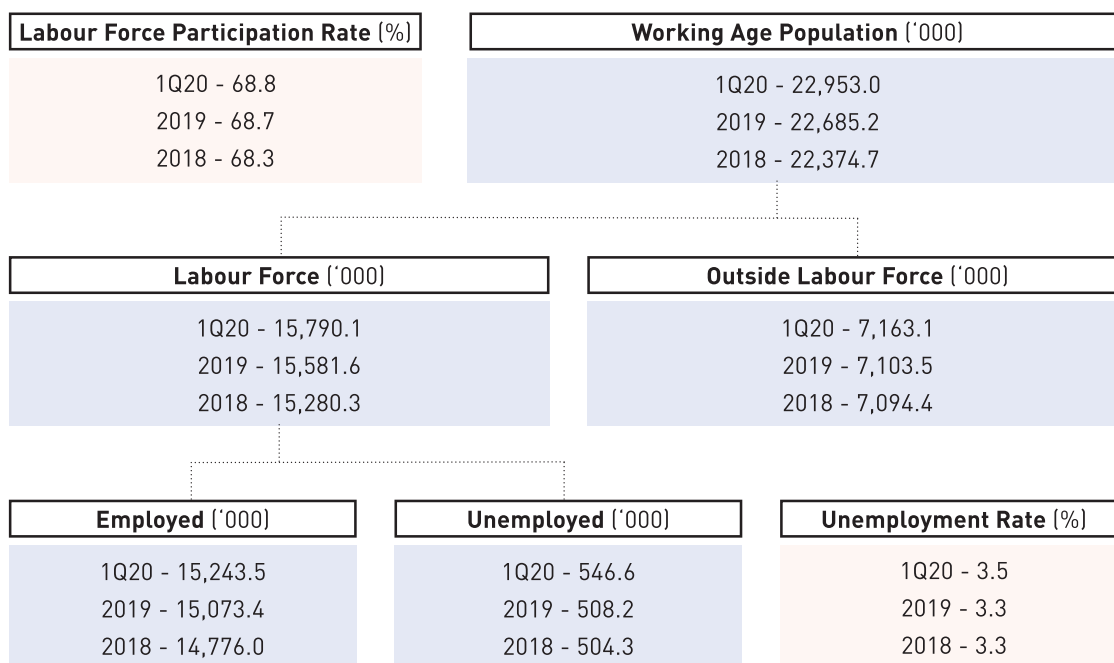 Labour Force Participation Rate (%)
1Q20 - 68.8
2019 - 68.7
2018 - 68.3
Working Age Population (‘000)
1Q20 - 22,953.0
2019 - 22,685.2
2018 - 22,374.7
Labour Force (‘000)
1Q20 - 15,790.1
2019 - 15,581.6
2018 - 15,280.3
Outside Labour Force (‘000)
1Q20 - 7,163.1
2019 - 7,103.5
2018 - 7,094.4
Employed (‘000)
1Q20 - 15,243.5
2019 - 15,073.4
2018 - 14,776.0
Unemployed (‘000)
1Q20 - 546.6
2019 - 508.2
2018 - 504.3
Unemployment Rate (%)
1Q20 - 3.5
2019 - 3.3
2018 - 3.3